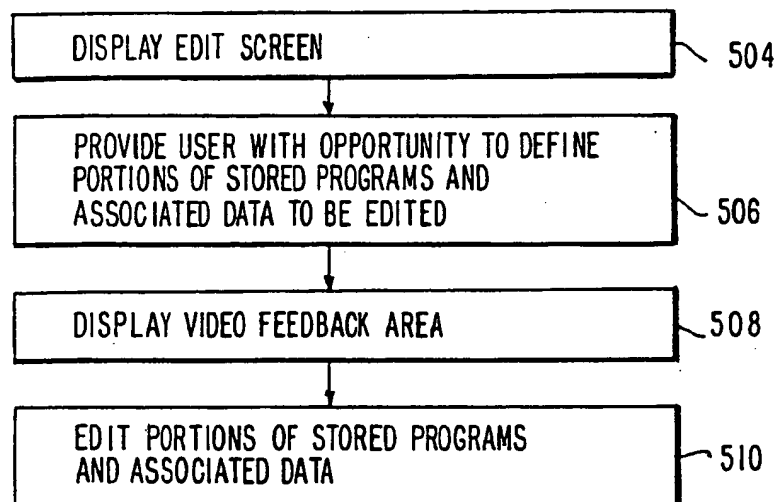 DISPLAY EDIT SCREEN
504
PROVIDE USER WITH OPPORTUNITY TO DEFINE
PORTIONS OF STORED PROGRAMS AND
ASSOCIATED DATA TO BE EDITED
506
DISPLAY VIDEO FEEDBACK AREA
508
EDIT PORTIONS OF STORED PROGRAMS
AND ASSOCIATED DATA
510